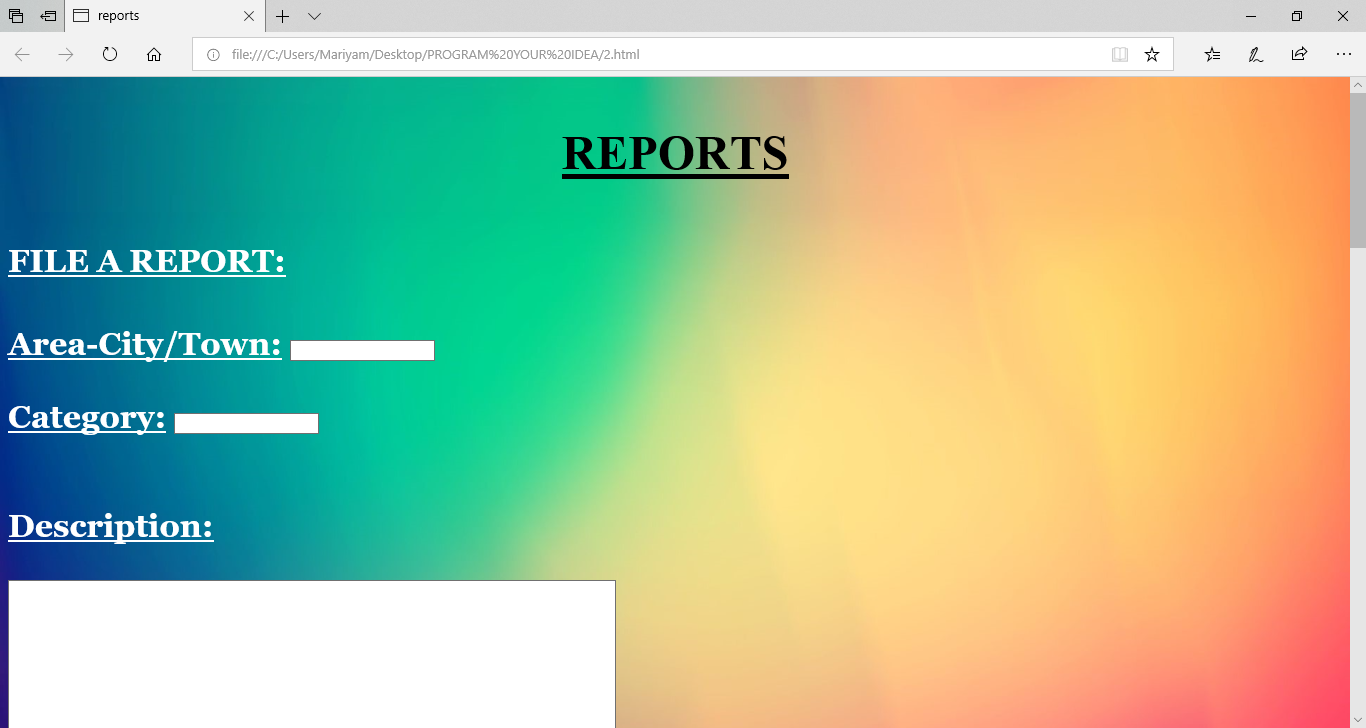 reports
file:///C:/Users/Mariyam/Desktop/PROGRAM%20YOUR%20IDEA/2.html
REPORTS
FILE A REPORT:
Area-City/Town:
Category:
Description: